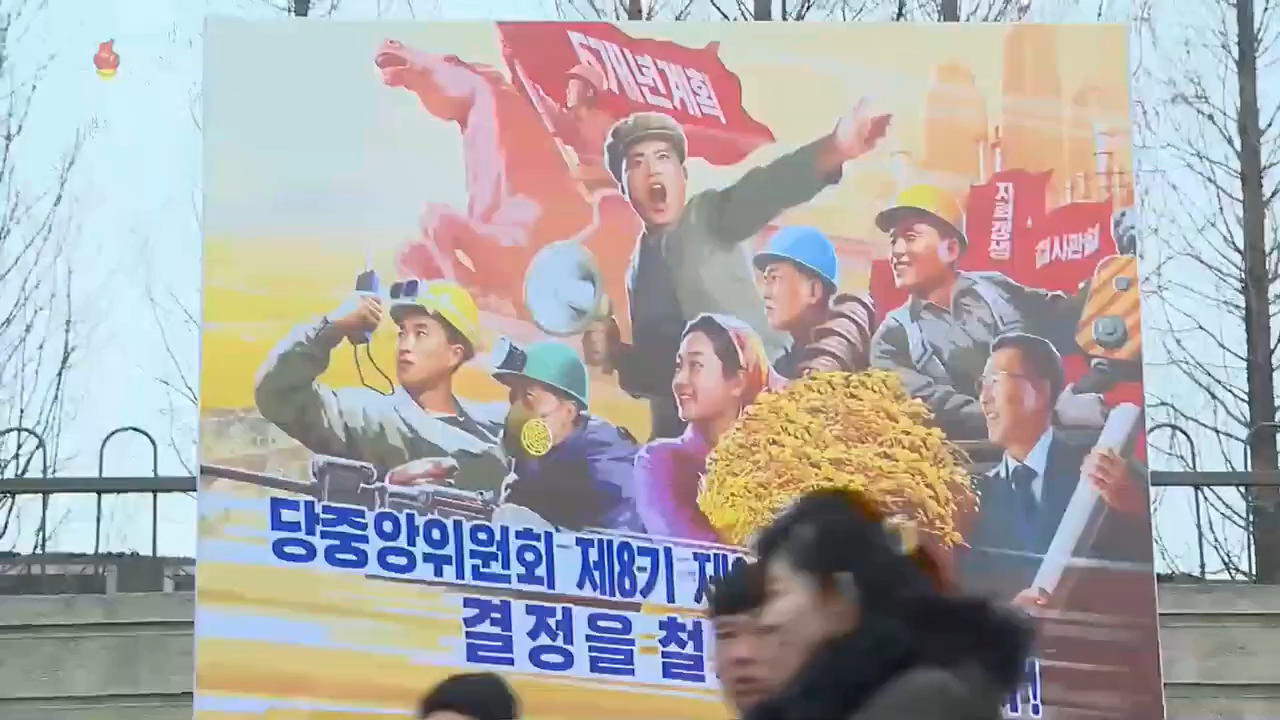 5개년계획
자력갱생
결사관철
당중앙위원회 제8기 제
결정을 철
!